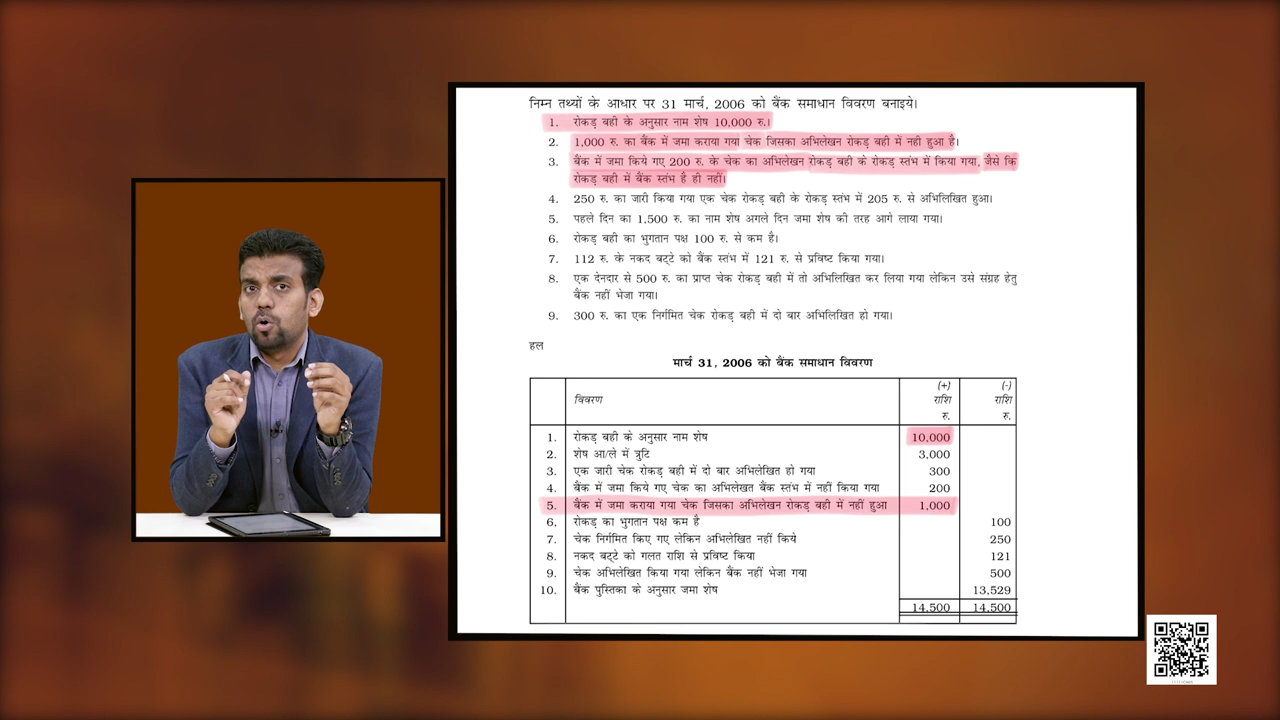 निम्न तथ्यों के आधार पर 31 मार्च, 2006 को बैंक समाधान विवरण बनाइये।
1. रोकड़ बही के अनुसार नाम शेष 10,000 रु.।
2. 1,000 रु. का बैंक में जमा कराया गया चेक जिसका अभिलेखन रोकड़ बही में नही हुआ है।
3. बैंक में जमा किये गए 200 रु. के चेक का अभिलेखन रोकड़ बही के रोकड़ स्तंभ में किया गया, जैसे कि
रोकड़ बही में बैंक स्तंभ है ही नहीं।
4. 250 रु. का जारी किया गया एक चेक रोकड़ बही के रोकड़ स्तंभ में 205 रु. से अभिलिखित हुआ।
5. पहले दिन का 1,500 रु. का नाम शेष अगले दिन जमा शेष की तरह आगे लाया गया।
6. रोकड़ बही का भुगतान पक्ष 100 रु. से कम है।
7. 112 रु. के नकद बट्टे को बैंक स्तंभ में 121 रु. से प्रविष्ट किया गया।
8. एक देनदार से 500 रु. का प्राप्त चेक रोकड़ बही में तो अभिलिखित कर लिया गया लेकिन उसे संग्रह हेतु
बैंक नहीं भेजा गया।
9. 300 रु. का एक निर्गमित चेक रोकड़ बही में दो बार अभिलिखित हो गया।
हल
मार्च 31, 2006 को बैंक समाधान विवरण
(+) (-)
विवरण राशि राशि
रु. रु.
1. रोकड़ बही के अनुसार नाम शेष 10,000
2. शेष आ/ले में त्रुटि 3,000
3. एक जारी चेक रोकड़ बही में दो बार अभिलेखित हो गया 300
4. बैंक में जमा किये गए चेक का अभिलेखत बैंक स्तंभ में नहीं किया गया 200
5. बैंक में जमा कराया गया चेक जिसका अभिलेखन रोकड़ बही में नहीं हुआ 1,000
6. रोकड़ का भुगतान पक्ष कम है 100
7. चेक निर्गमित किए गए लेकिन अभिलेखित नहीं किये 250
8. नकद बट्टे को गलत राशि से प्रविष्ट किया 121
9. चेक अभिलेखित किया गया लेकिन बैंक नहीं भेजा गया 500
10. बैंक पुस्तिका के अनुसार जमा शेष 13,529
14,500 14,500